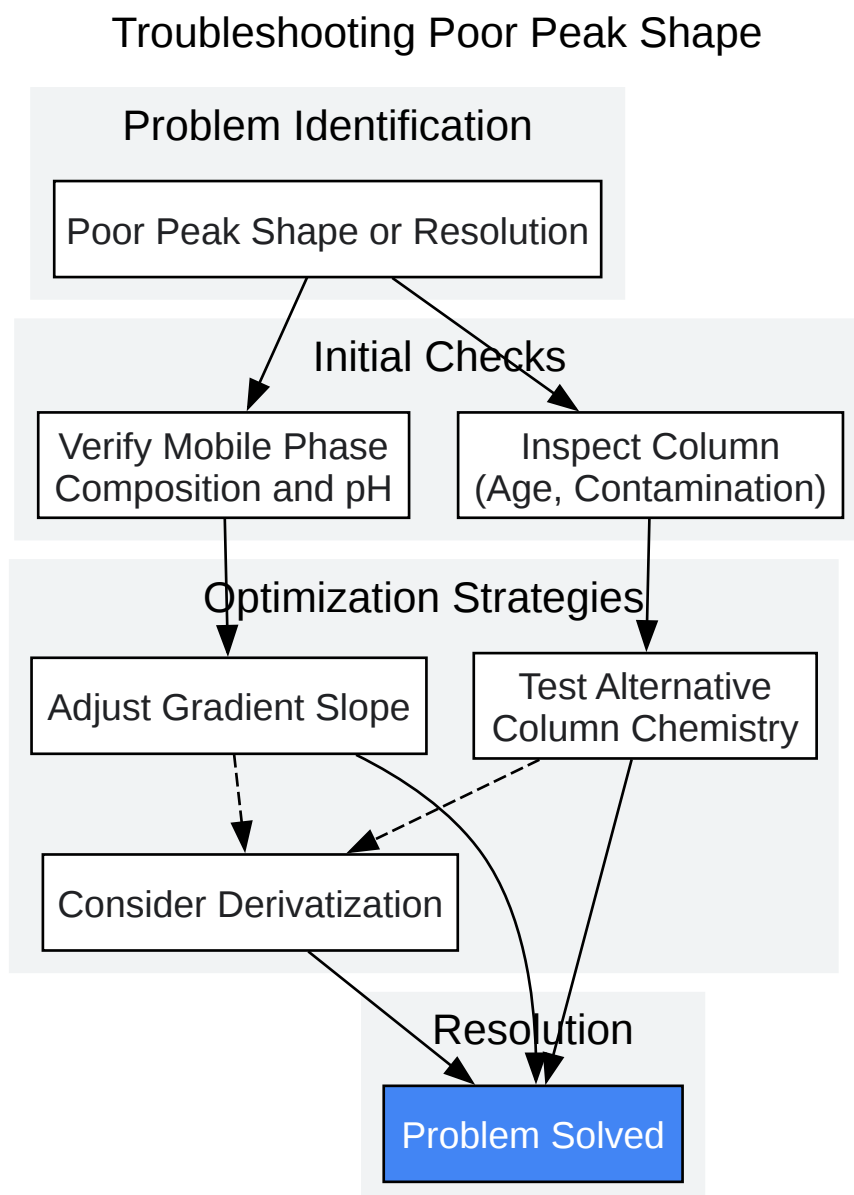 Troubleshooting Poor Peak Shape
Problem Identification
Poor Peak Shape or Resolution
Initial Checks
Verify Mobile Phase
Composition and pH
Inspect Column
(Age, Contamination)
Optimization Strategies
Adjust Gradient Slope
Test Alternative
Column Chemistry
Consider Derivatization
Resolution
Problem Solved